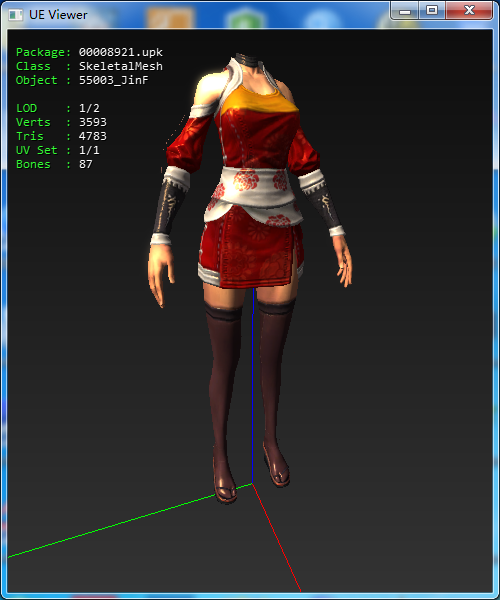 UE Viewer
Package: 00008921.upk
Class : SkeletalMesh
Object : 55003_JinF
LOD : 1/2
Verts : 3593
Tris : 4783
UV Set : 1/1
Bones : 87